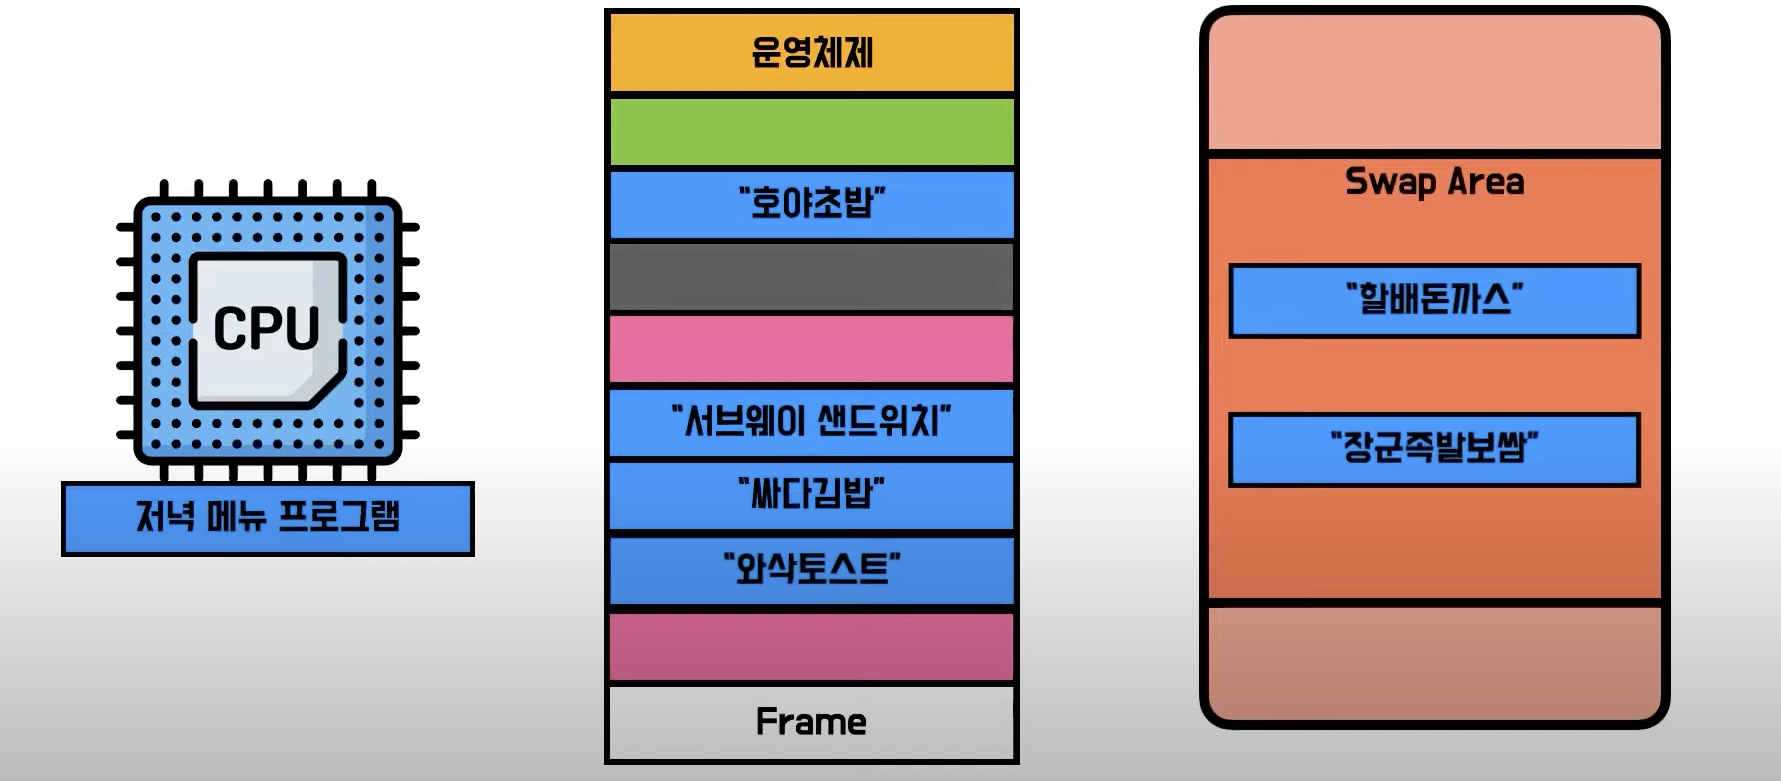 CPU
저녁 메뉴 프로그램
운영체제
"호야초밥"
"서브웨이 샌드위치"
"싸다김밥"
"와삭토스트"
Frame
Swap Area
"할배돈까스"
"장군족발보쌈"